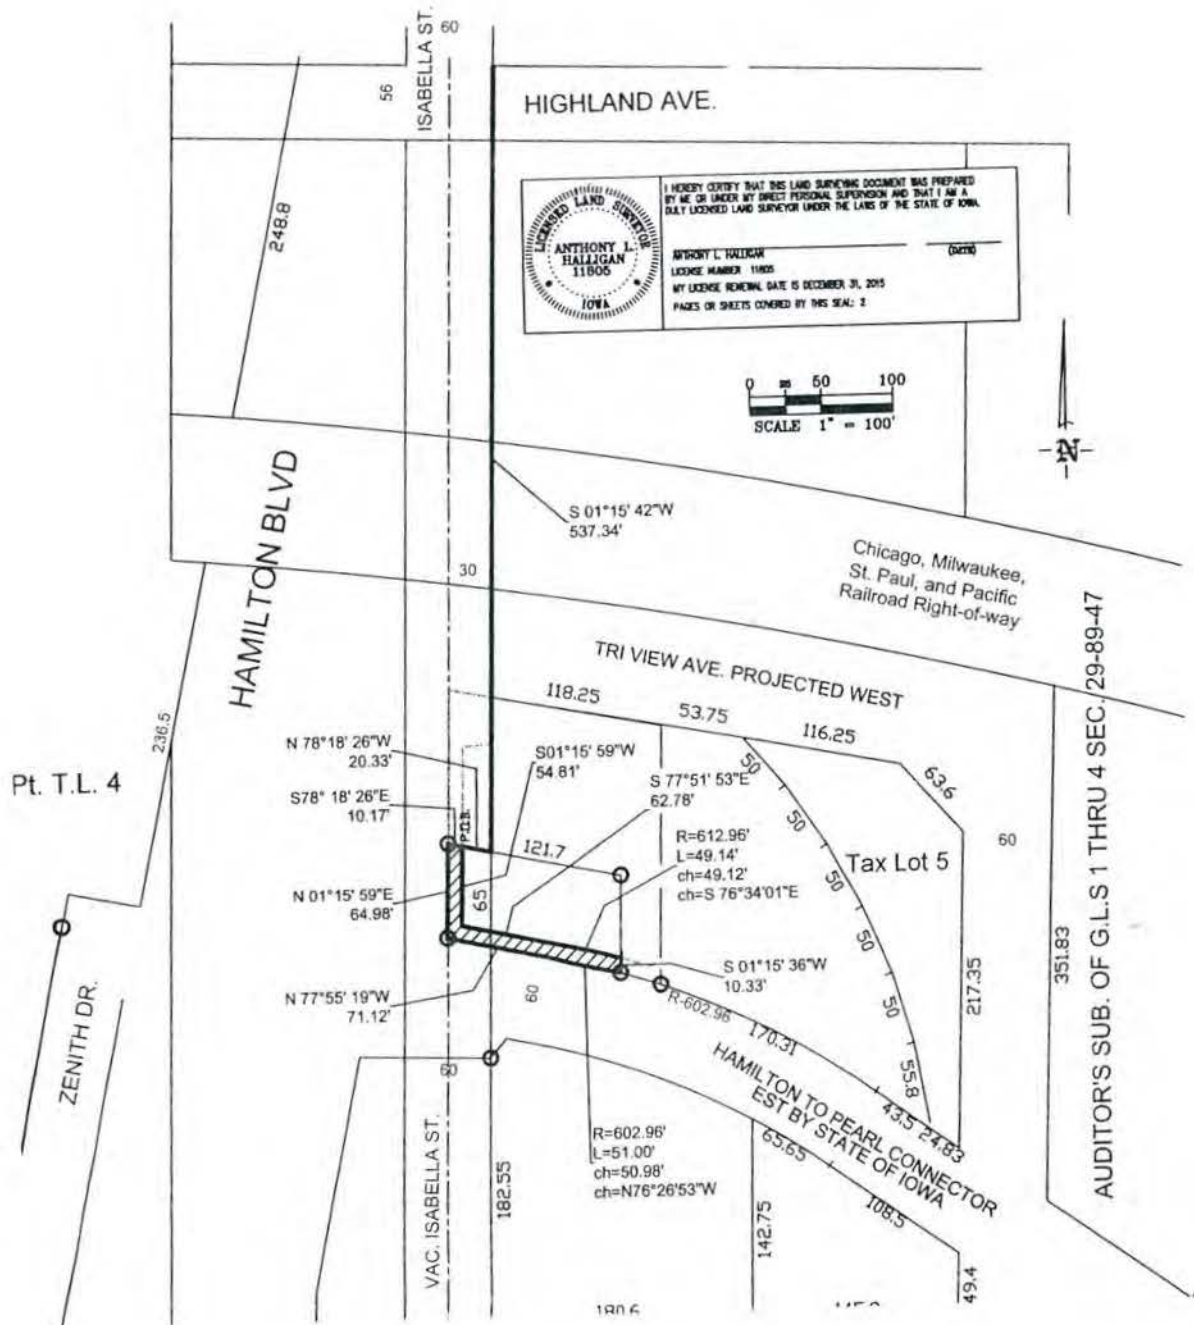 60
ISABELLA ST.
56
HIGHLAND AVE.
248.8
LICENSED LAND SURVEYOR
ANTHONY L.
HALLIGAN
11805
IOWA
I HEREBY CERTIFY THAT THIS LAND SURVEYING DOCUMENT WAS PREPARED
BY ME OR UNDER MY DIRECT PERSONAL SUPERVISION AND THAT I AM A
DULY LICENSED LAND SURVEYOR UNDER THE LAWS OF THE STATE OF IOWA.
ANTHONY L. HALLIGAN
(DATE)
LICENSE NUMBER 11805
MY LICENSE RENEWAL DATE IS DECEMBER 31, 2015
PAGES OR SHEETS COVERED BY THIS SEAL: 2
0 25 50 100
SCALE 1" = 100'
N
HAMILTON BLVD
S 01°15' 42"W
537.34'
30
Chicago, Milwaukee,
St. Paul, and Pacific
Railroad Right-of-way
TRI VIEW AVE. PROJECTED WEST
118.25
53.75
116.25
63.6
236.5
Pt. T.L. 4
N 78°18' 26"W
20.33'
S01°15' 59"W
54.81'
S 77°51' 53"E
62.78'
S78° 18' 26"E
10.17'
P.O.B.
121.7
R=612.96'
L=49.14'
ch=49.12'
ch=S 76°34'01"E
50
50
50
50
50
55.8
Tax Lot 5
60
N 01°15' 59"E
64.98'
65
S 01°15' 36"W
10.33'
217.35
351.83
AUDITOR'S SUB. OF G.L.S 1 THRU 4 SEC. 29-89-47
N 77°55' 19"W
71.12'
60
R-602.96
170.31
43.5
24.83
ZENITH DR.
60
HAMILTON TO PEARL CONNECTOR
EST BY STATE OF IOWA
VAC. ISABELLA ST.
182.55
R=602.96'
L=51.00'
ch=50.98'
ch=N76°26'53"W
65.65
108.5
142.75
49.4
180.6